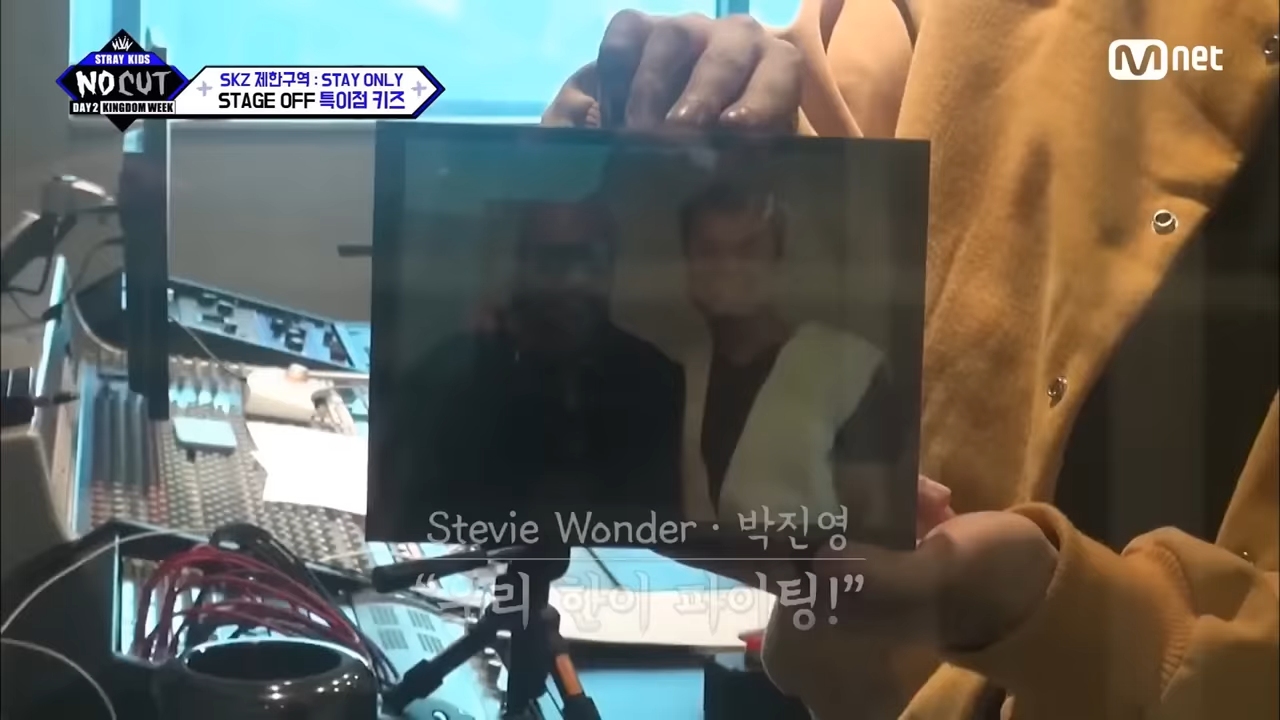 STRAY KIDS
NO CUT
DAY2 KINGDOM WEEK
SKZ 제한구역 : STAY ONLY
STAGE OFF 특이점 키즈
M net
Stevie Wonder · 박진영
“우리 한이 파이팅!”